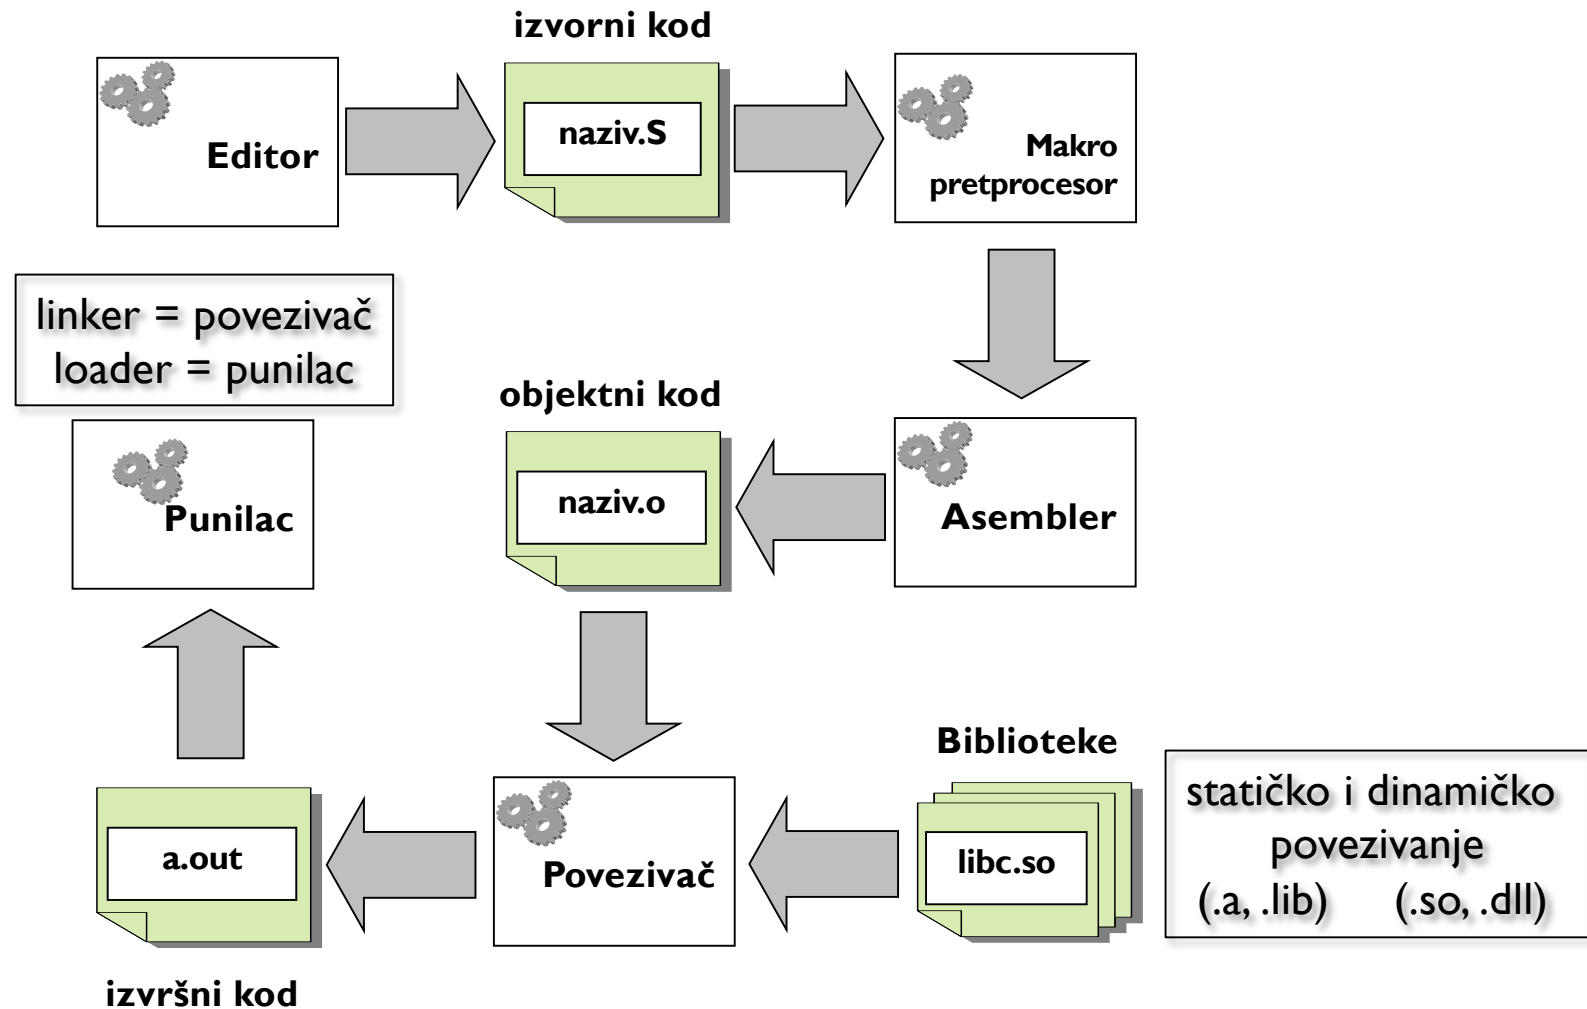 izvorni kod
Editor
naziv.S
Makro
pretprocesor
linker = povezivač
loader = punilac
objektni kod
Punilac
naziv.o
Asembler
Biblioteke
statičko i dinamičko
povezivanje
(.a, .lib) (.so, .dll)
a.out
Povezivač
libc.so
izvršni kod